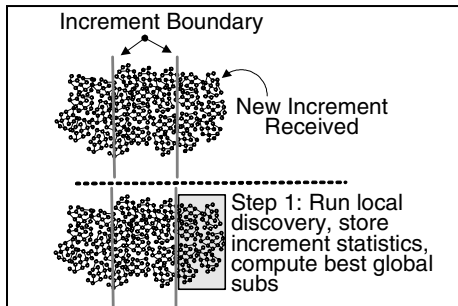 Increment Boundary
New Increment
Received
Step 1: Run local
discovery, store
increment statistics,
compute best global
subs